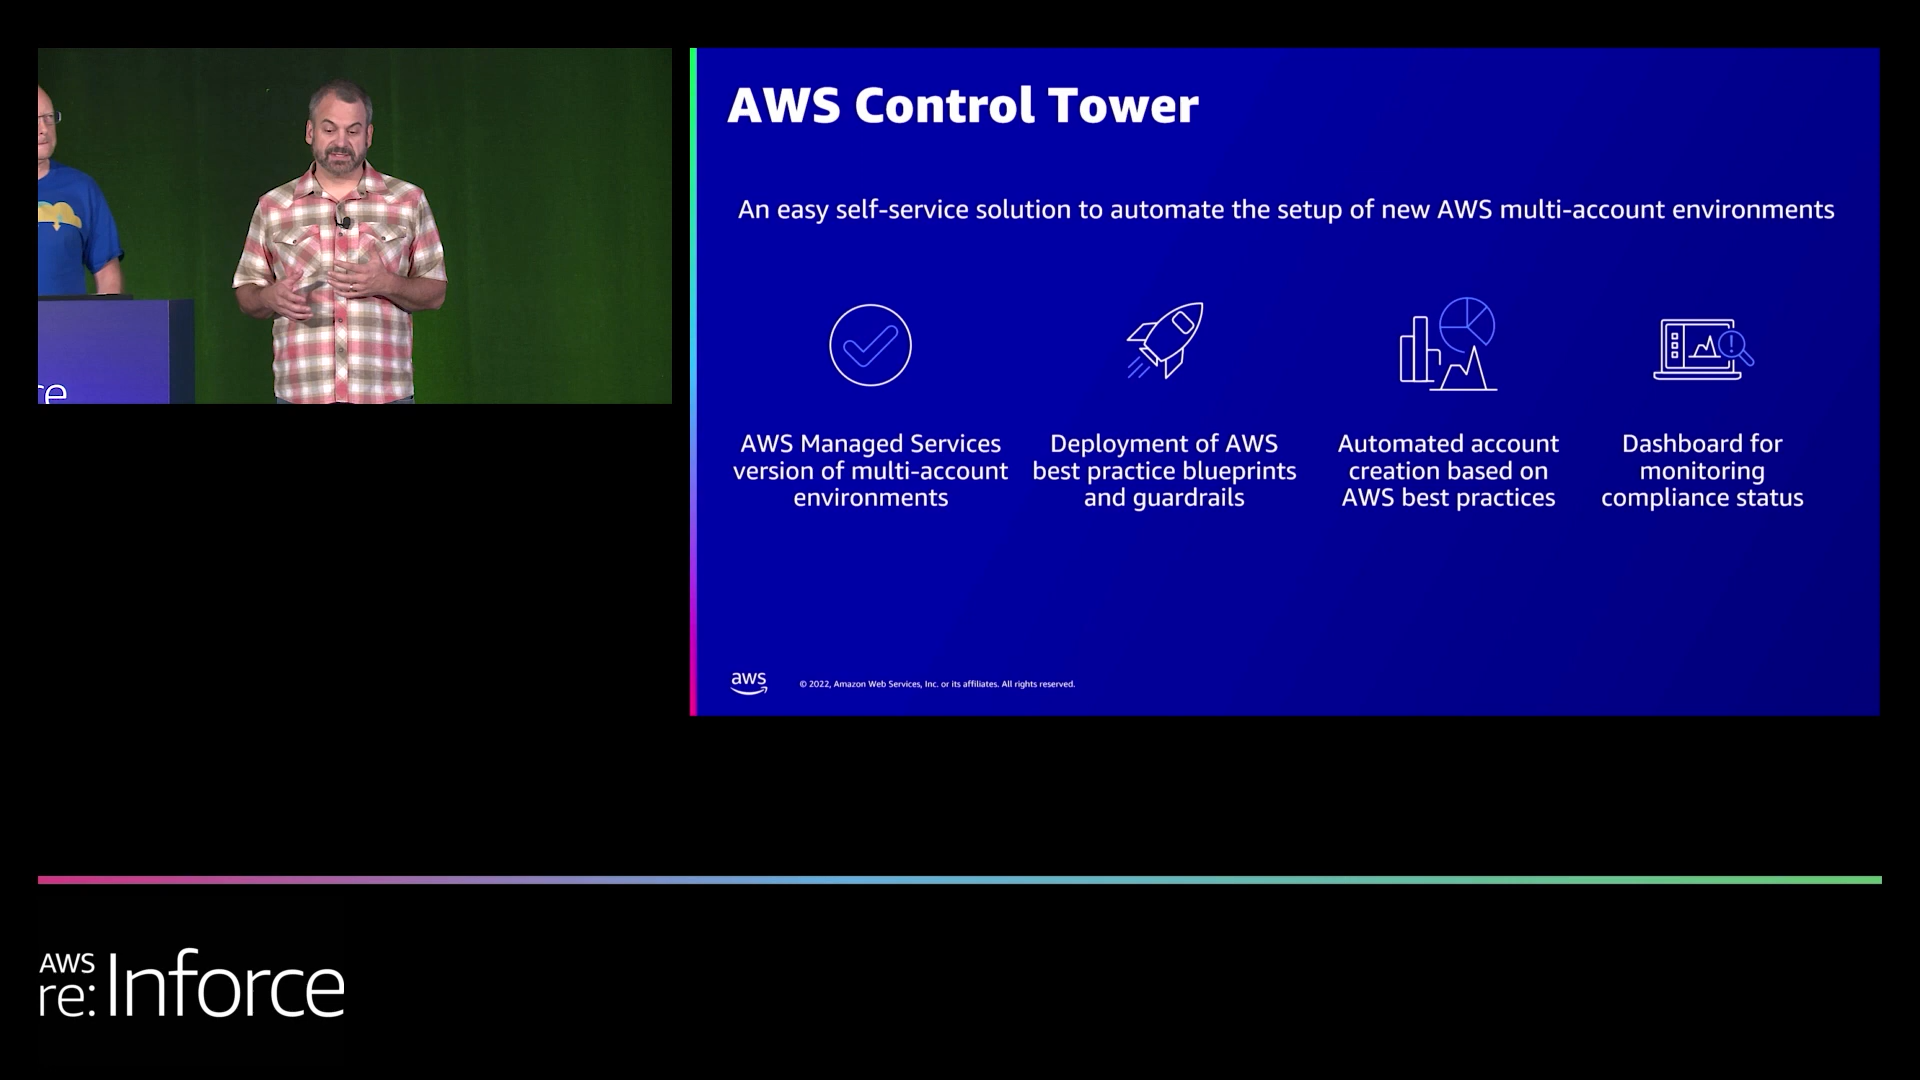 AWS Control Tower
An easy self-service solution to automate the setup of new AWS multi-account environments
AWS Managed Services
version of multi-account
environments
Deployment of AWS
best practice blueprints
and guardrails
Automated account
creation based on
AWS best practices
Dashboard for
monitoring
compliance status
aws
© 2022, Amazon Web Services, Inc. or its affiliates. All rights reserved.
re
AWS
re:Inforce